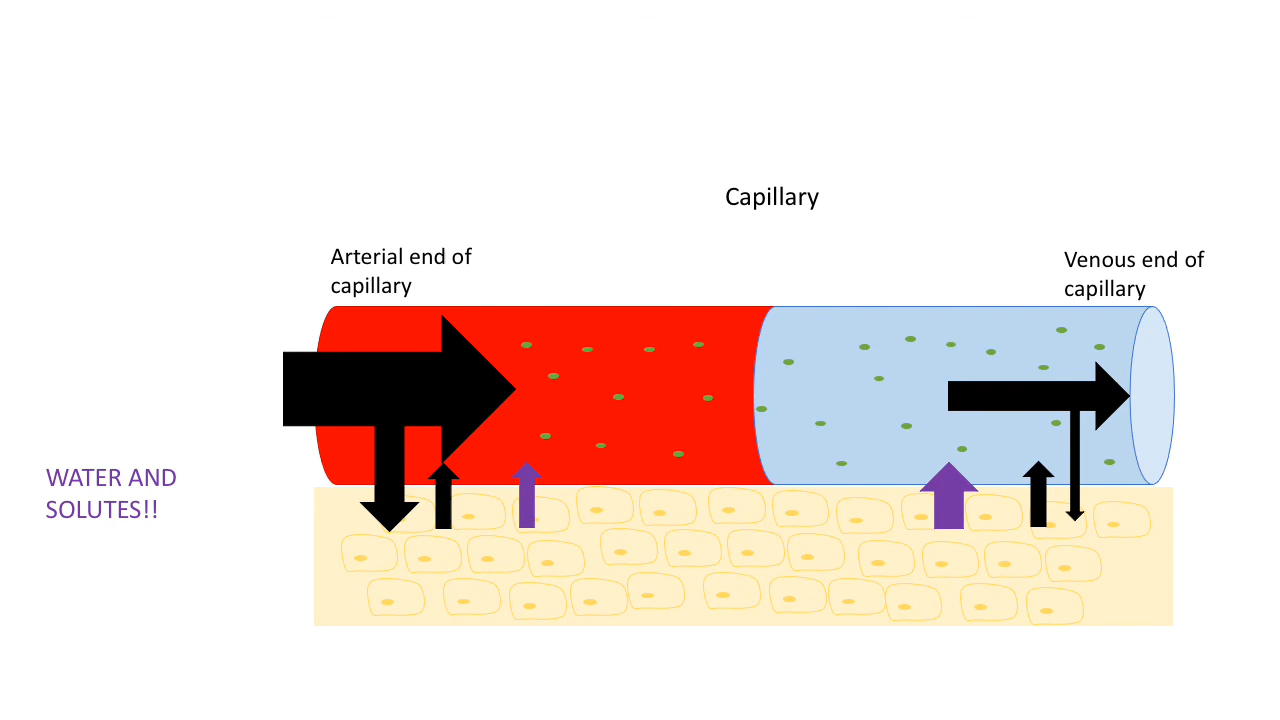 Capillary
Arterial end of
capillary
Venous end of
capillary
WATER AND
SOLUTES!!